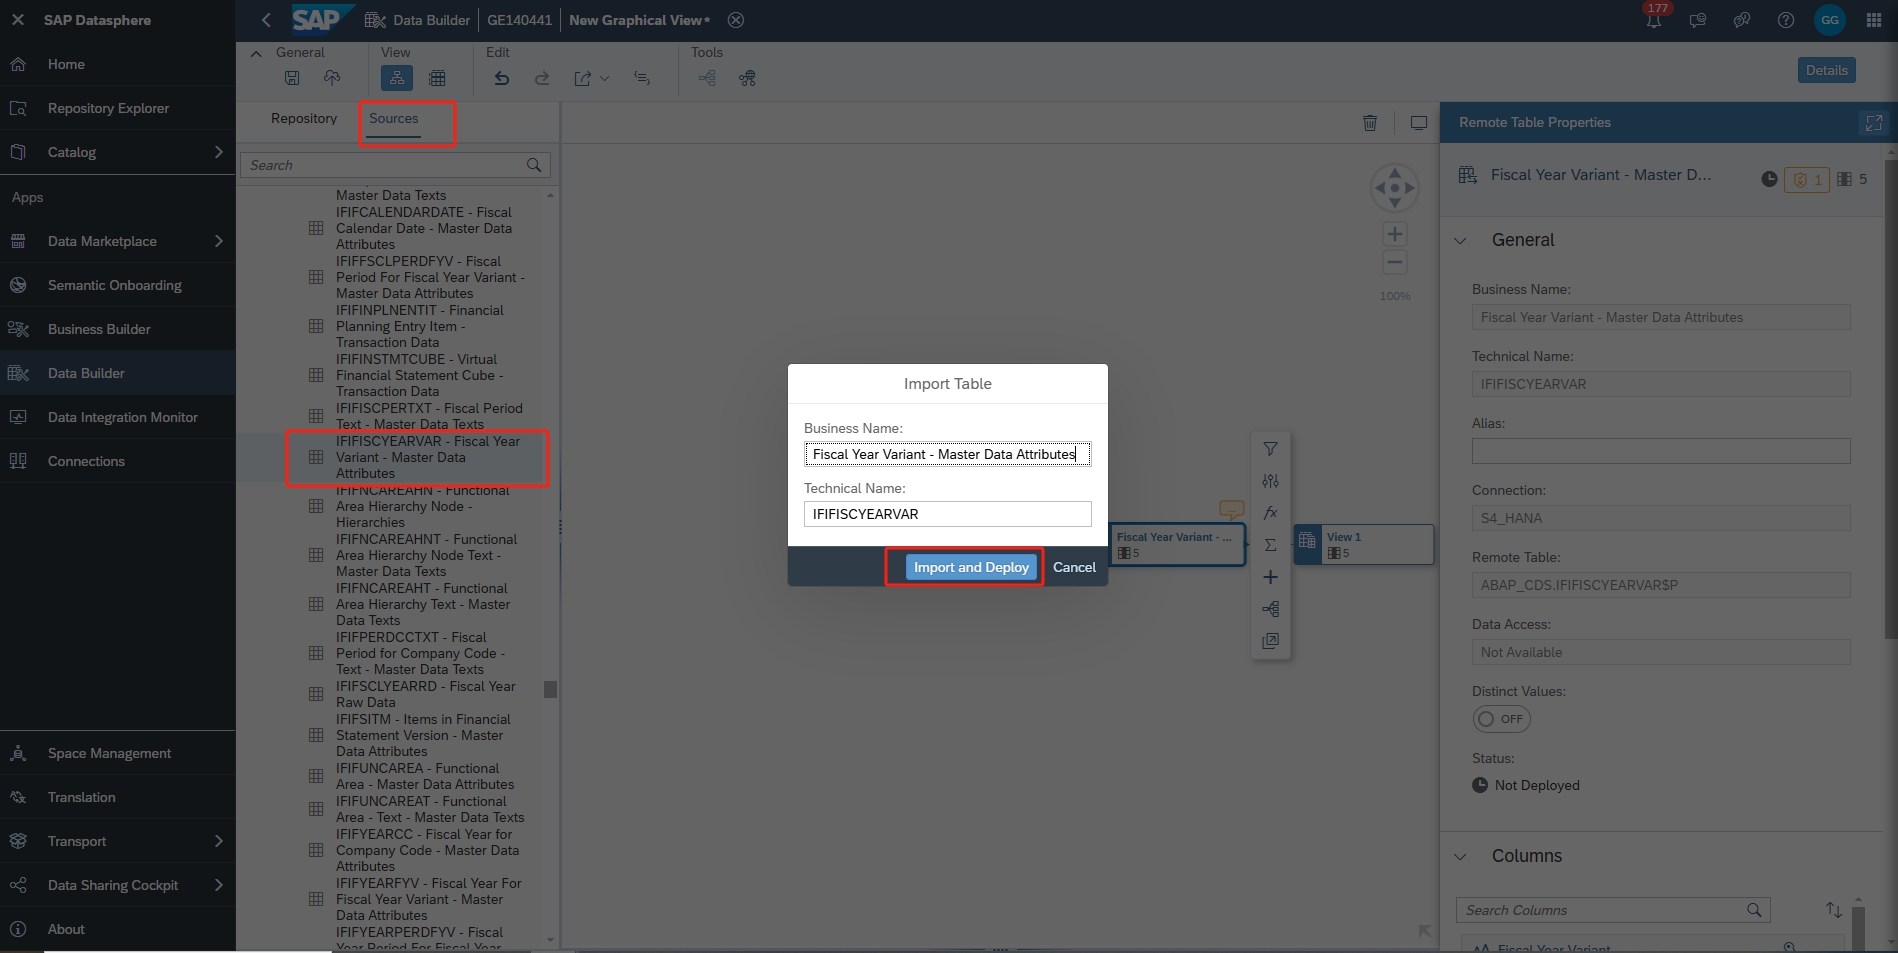 SAP Datasphere
SAP
Data Builder
GE140441
New Graphical View*
177
GG
Home
Repository Explorer
Catalog
Apps
Data Marketplace
Semantic Onboarding
Business Builder
Data Builder
Data Integration Monitor
Connections
Space Management
Translation
Transport
Data Sharing Cockpit
About
General
View
Edit
Tools
Details
Repository
Sources
Search
Master Data Texts
IFIFCALENDARDATE - Fiscal
Calendar Date - Master Data
Attributes
IFIFFSCLPERDFYV - Fiscal
Period For Fiscal Year Variant -
Master Data Attributes
IFIFINPLNENTIT - Financial
Planning Entry Item -
Transaction Data
IFIFINSTMTCUBE - Virtual
Financial Statement Cube -
Transaction Data
IFIFISCPERTXT - Fiscal Period
Text - Master Data Texts
IFIFISCYEARVAR - Fiscal Year
Variant - Master Data
Attributes
IFIFNCAREAHN - Functional
Area Hierarchy Node -
Hierarchies
IFIFNCAREAHNT - Functional
Area Hierarchy Node Text -
Master Data Texts
IFIFNCAREAHT - Functional
Area Hierarchy Text - Master
Data Texts
IFIFPERDCCTXT - Fiscal
Period for Company Code -
Text - Master Data Texts
IFIFSCLYEARRD - Fiscal Year
Raw Data
IFIFSITM - Items in Financial
Statement Version - Master
Data Attributes
IFIFUNCAREA - Functional
Area - Master Data Attributes
IFIFUNCAREAT - Functional
Area - Text - Master Data Texts
IFIFYEARCC - Fiscal Year for
Company Code - Master Data
Attributes
IFIFYEARFYV - Fiscal Year For
Fiscal Year Variant - Master
Data Attributes
IFIFYEARPERDFYV - Fiscal
Year Period For Fiscal Year
100%
Fiscal Year Variant - ...
5
View 1
5
fx
Import Table
Business Name:
Fiscal Year Variant - Master Data Attributes
Technical Name:
IFIFISCYEARVAR
Import and Deploy
Cancel
Remote Table Properties
Fiscal Year Variant - Master D...
1
5
General
Business Name:
Fiscal Year Variant - Master Data Attributes
Technical Name:
IFIFISCYEARVAR
Alias:
Connection:
S4_HANA
Remote Table:
ABAP_CDS.IFIFISCYEARVAR$P
Data Access:
Not Available
Distinct Values:
OFF
Status:
Not Deployed
Columns
Search Columns
AA Fiscal Year Variant